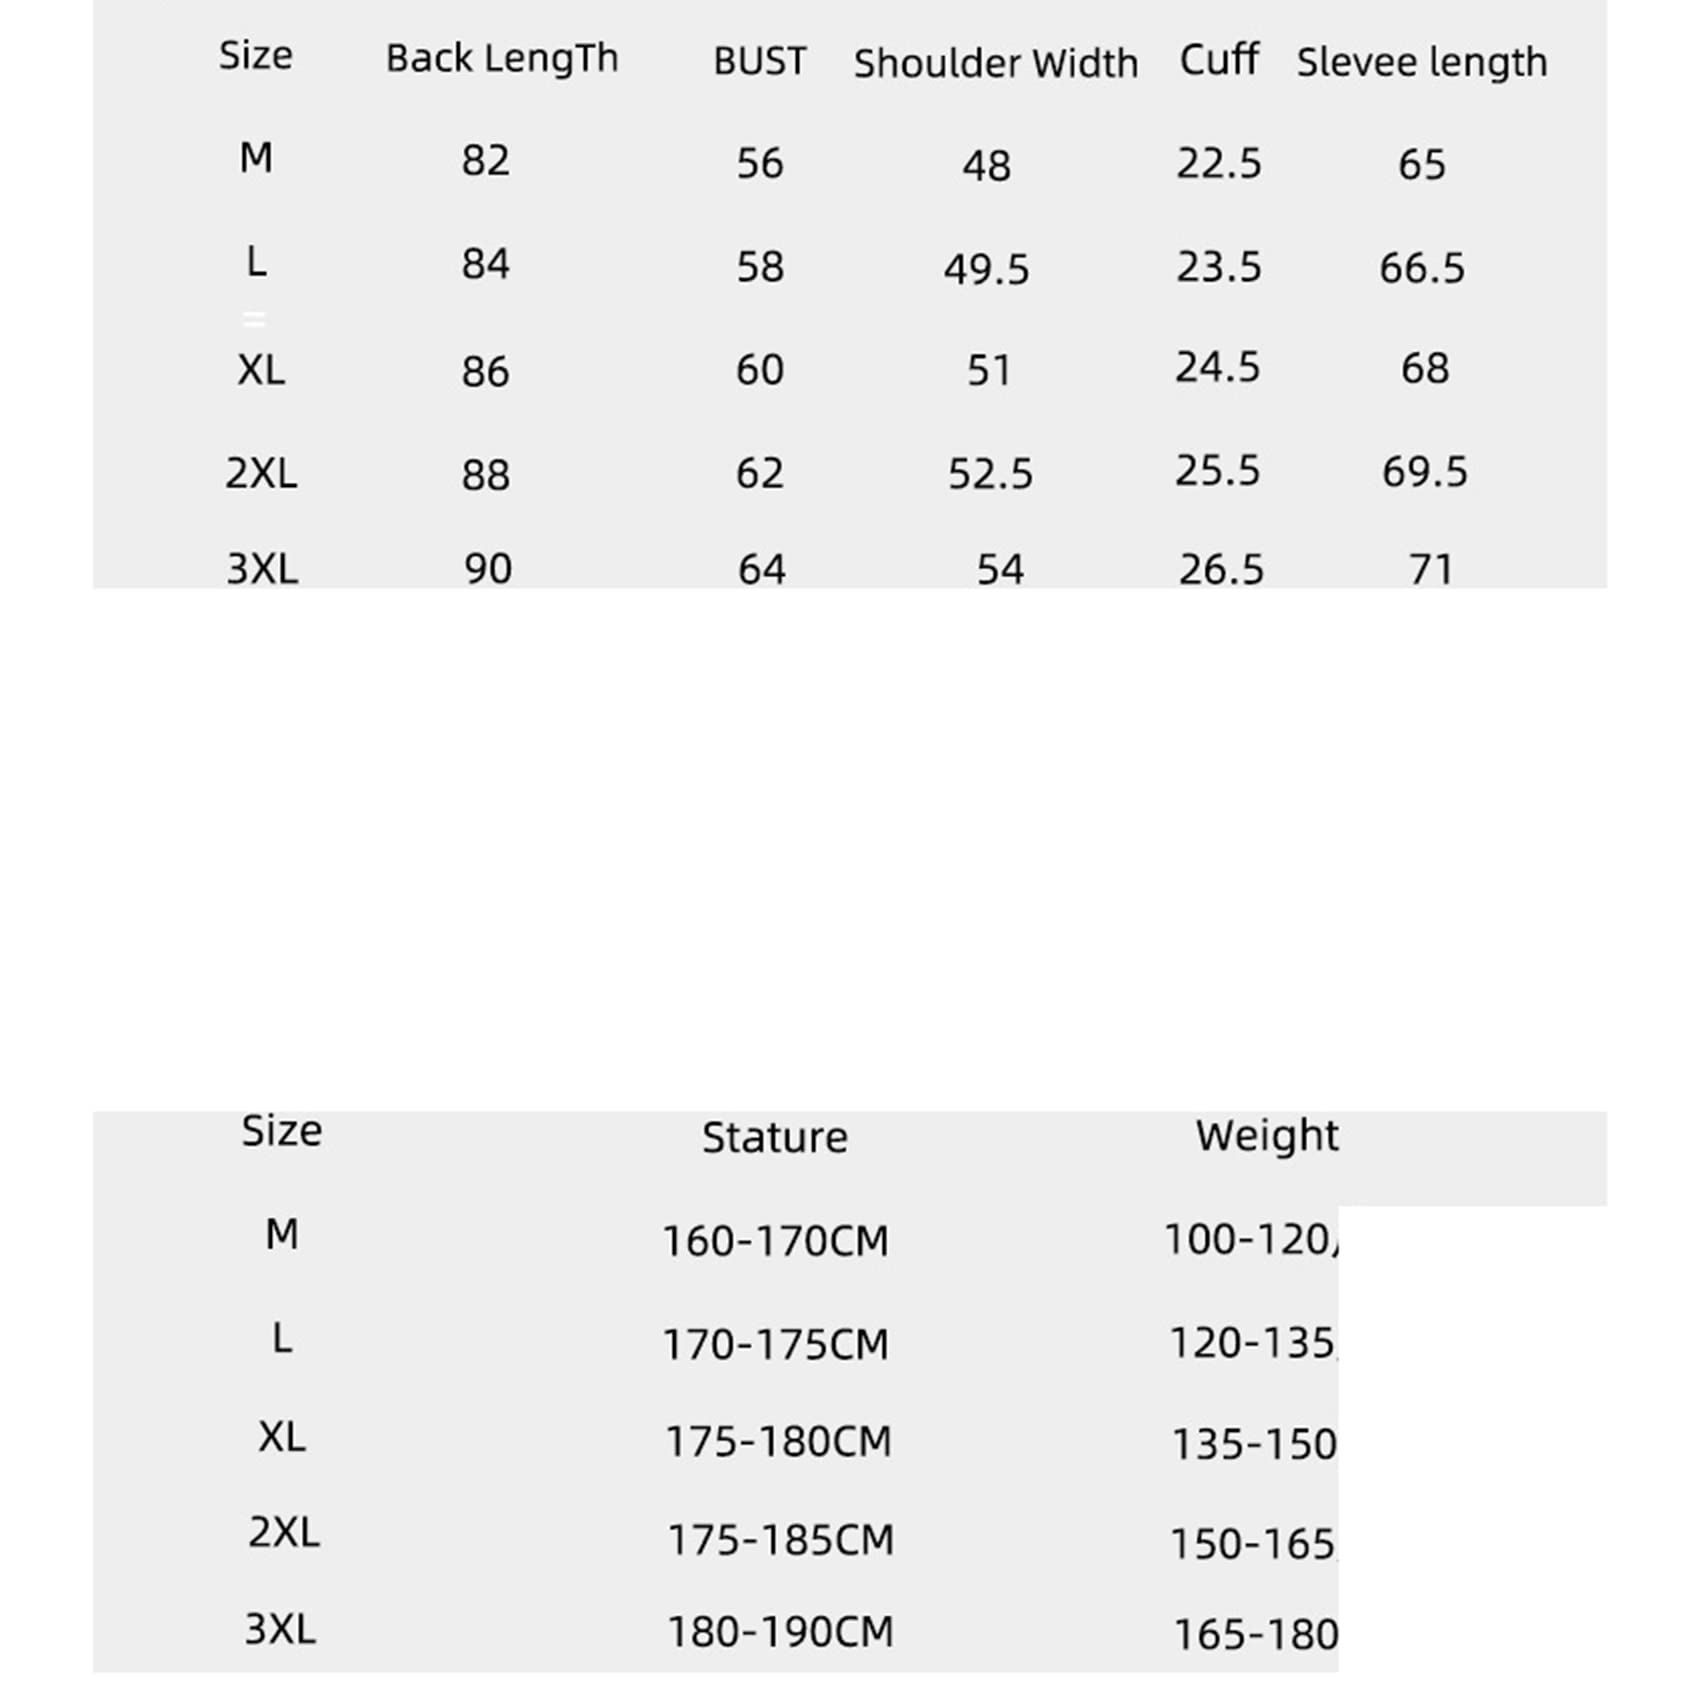 Size Back LengTh BUST Shoulder Width Cuff Slevee length
M 82 56 48 22.5 65
L 84 58 49.5 23.5 66.5
=
XL 86 60 51 24.5 68
2XL 88 62 52.5 25.5 69.5
3XL 90 64 54 26.5 71
Size Stature Weight
M 160-170CM 100-120
L 170-175CM 120-135
XL 175-180CM 135-150
2XL 175-185CM 150-165
3XL 180-190CM 165-180